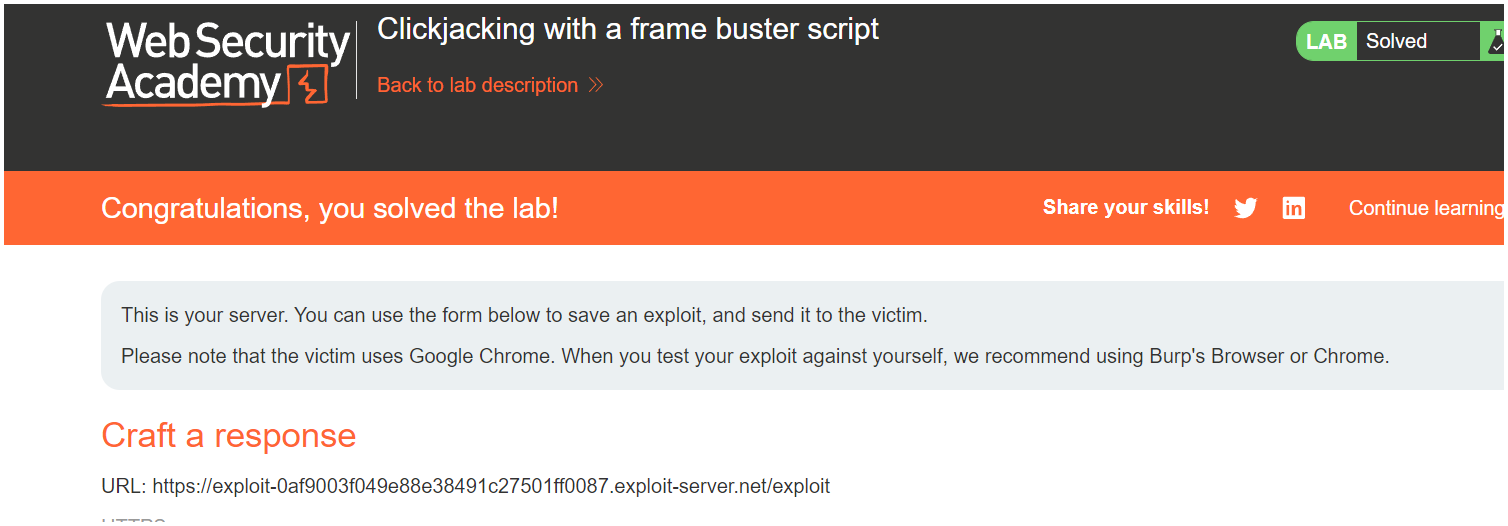 Web Security
Academy
Clickjacking with a frame buster script
Back to lab description
LAB Solved
Congratulations, you solved the lab!
Share your skills!
Continue learning
This is your server. You can use the form below to save an exploit, and send it to the victim.
Please note that the victim uses Google Chrome. When you test your exploit against yourself, we recommend using Burp's Browser or Chrome.
Craft a response
URL: https://exploit-0af9003f049e88e38491c27501ff0087.exploit-server.net/exploit
HTTPS